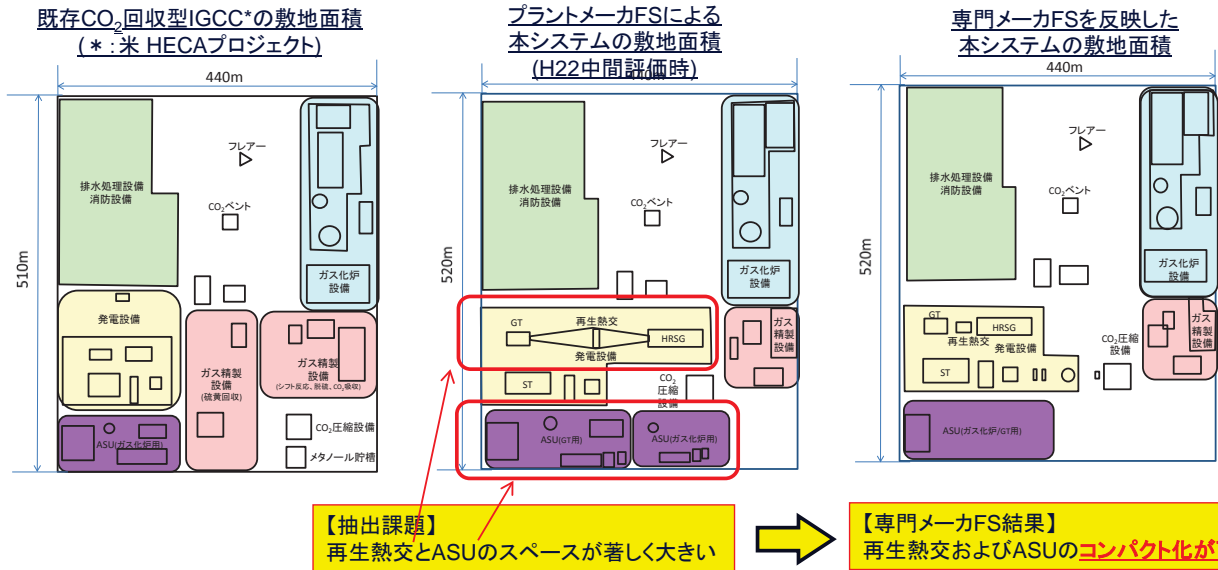 既存CO2回収型IGCC*の敷地面積
(＊:米 HECAプロジェクト)
440m
510m
排水処理設備
消防設備
フレアー
CO2ベント
ガス化炉
設備
発電設備
ガス精製
設備
(硫黄回収)
ガス精製
設備
(シフト反応、脱硫、CO2吸収)
ASU(ガス化炉用)
CO2圧縮設備
メタノール貯槽
プラントメーカFSによる
本システムの敷地面積
(H22中間評価時)
440m
520m
排水処理設備
消防設備
フレアー
CO2ベント
ガス化炉
設備
GT
再生熱交
HRSG
発電設備
ガス
精製
設備
ST
CO2
圧縮
設備
ASU(GT用)
ASU(ガス化炉用)
専門メーカFSを反映した
本システムの敷地面積
440m
520m
排水処理設備
消防設備
フレアー
CO2ベント
ガス化炉
設備
GT
HRSG
再生熱交
発電設備
ST
CO2圧縮
設備
ガス
精製
設備
ASU(ガス化炉/GT用)
【抽出課題】
再生熱交とASUのスペースが著しく大きい
【専門メーカFS結果】
再生熱交およびASUのコンパクト化が